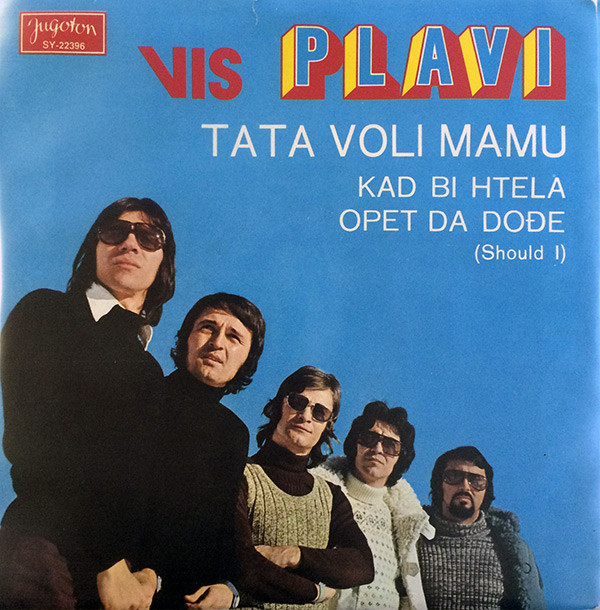 Jugoton
SY-22396
VIS PLAVI
TATA VOLI MAMU
KAD BI HTELA
OPET DA DOĐE
(Should I)